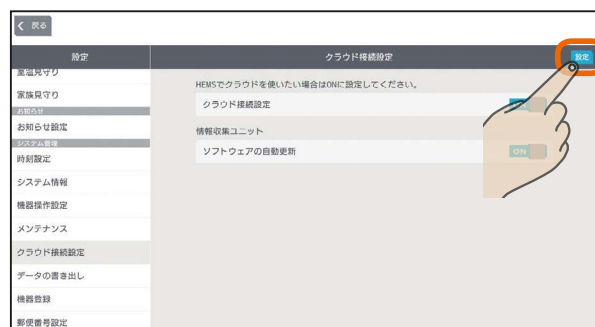 戻る
設定
クラウド接続設定
設定
室温見守り
家族見守り
お知らせ
お知らせ設定
システム管理
時刻設定
システム情報
機器操作設定
メンテナンス
クラウド接続設定
データの書き出し
機器登録
郵便番号設定
HEMSでクラウドを使いたい場合はONに設定してください。
クラウド接続設定
情報収集ユニット
ソフトウェアの自動更新
ON